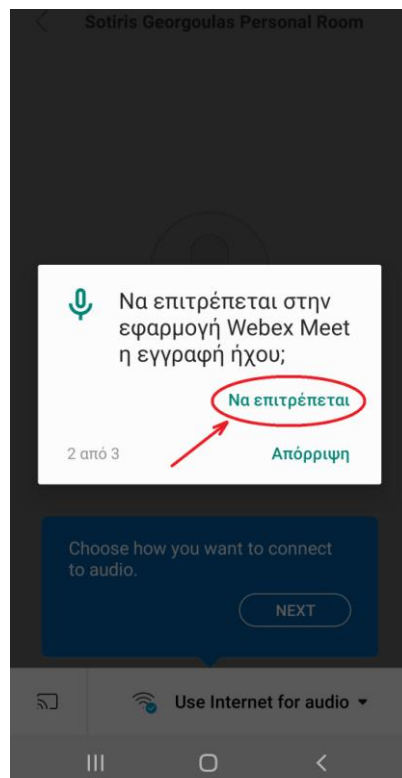 Sotiris Georgoulas Personal Room
Να επιτρέπεται στην
εφαρμογή Webex Meet
η εγγραφή ήχου;
Να επιτρέπεται
2 από 3
Απόρριψη
Choose how you want to connect
to audio.
NEXT
Use Internet for audio